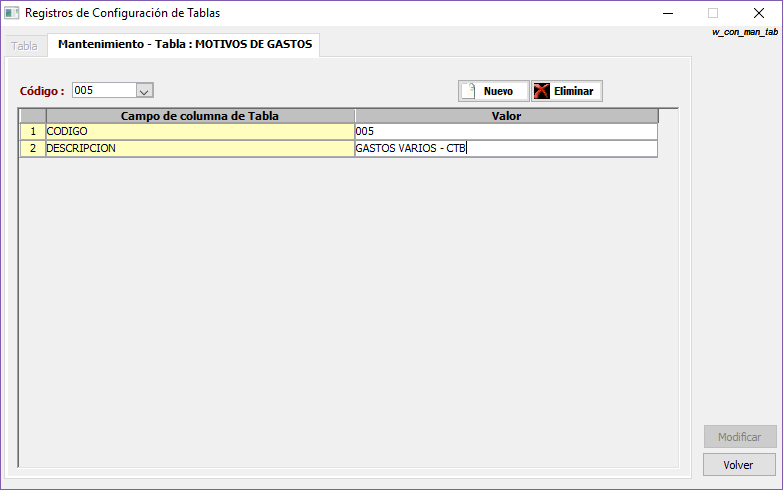 Registros de Configuración de Tablas
w_con_man_tab
Tabla
Mantenimiento - Tabla : MOTIVOS DE GASTOS
Código : 005 Nuevo Eliminar
Campo de columna de Tabla Valor
1 CODIGO 005
2 DESCRIPCION GASTOS VARIOS - CTB
Modificar
Volver